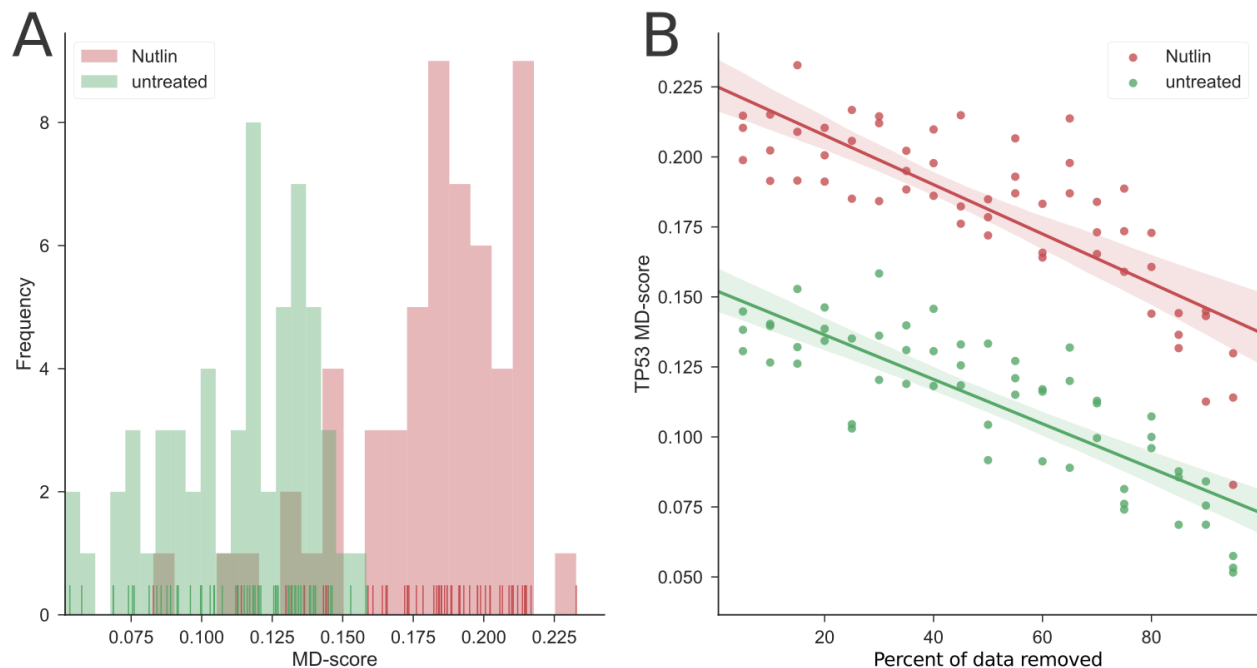 A
Nutlin
untreated
Frequency
8
6
4
2
0
0.075 0.100 0.125 0.150 0.175 0.200 0.225
MD-score
B
Nutlin
untreated
TP53 MD-score
0.225
0.200
0.175
0.150
0.125
0.100
0.075
0.050
20 40 60 80
Percent of data removed